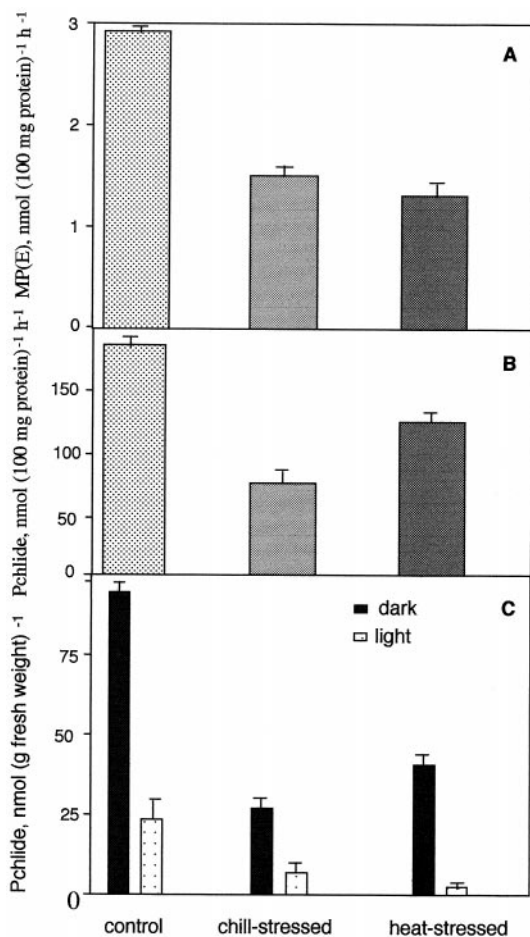 MP(E), nmol (100 mg protein)⁻¹ h⁻¹
3
2
1
0
A
Pchlide, nmol (100 mg protein)⁻¹ h⁻¹
150
100
50
0
B
Pchlide, nmol (g fresh weight) ⁻¹
75
50
25
0
C
dark
light
control chill-stressed heat-stressed